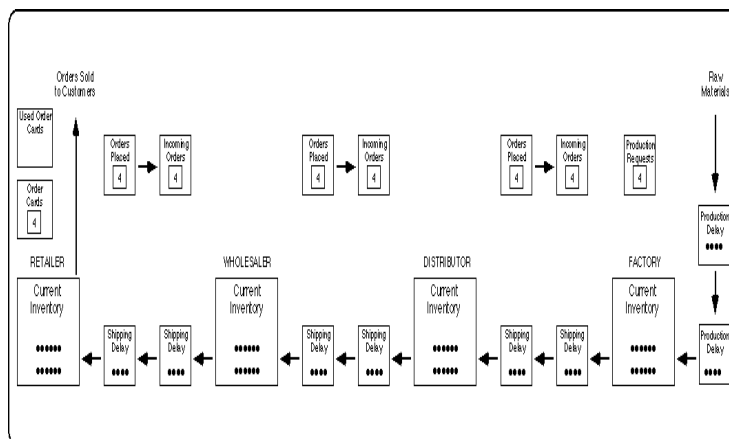 Orders Sold
to Customers
Raw
Materials
Used Order
Cards
Orders
Placed
4
Incoming
Orders
4
Orders
Placed
4
Incoming
Orders
4
Orders
Placed
4
Incoming
Orders
4
Production
Requests
4
Order
Cards
4
Production
Delay
RETAILER
WHOLESALER
DISTRIBUTOR
FACTORY
Current
Inventory
Shipping
Delay
Shipping
Delay
Current
Inventory
Shipping
Delay
Shipping
Delay
Current
Inventory
Shipping
Delay
Shipping
Delay
Current
Inventory
Production
Delay